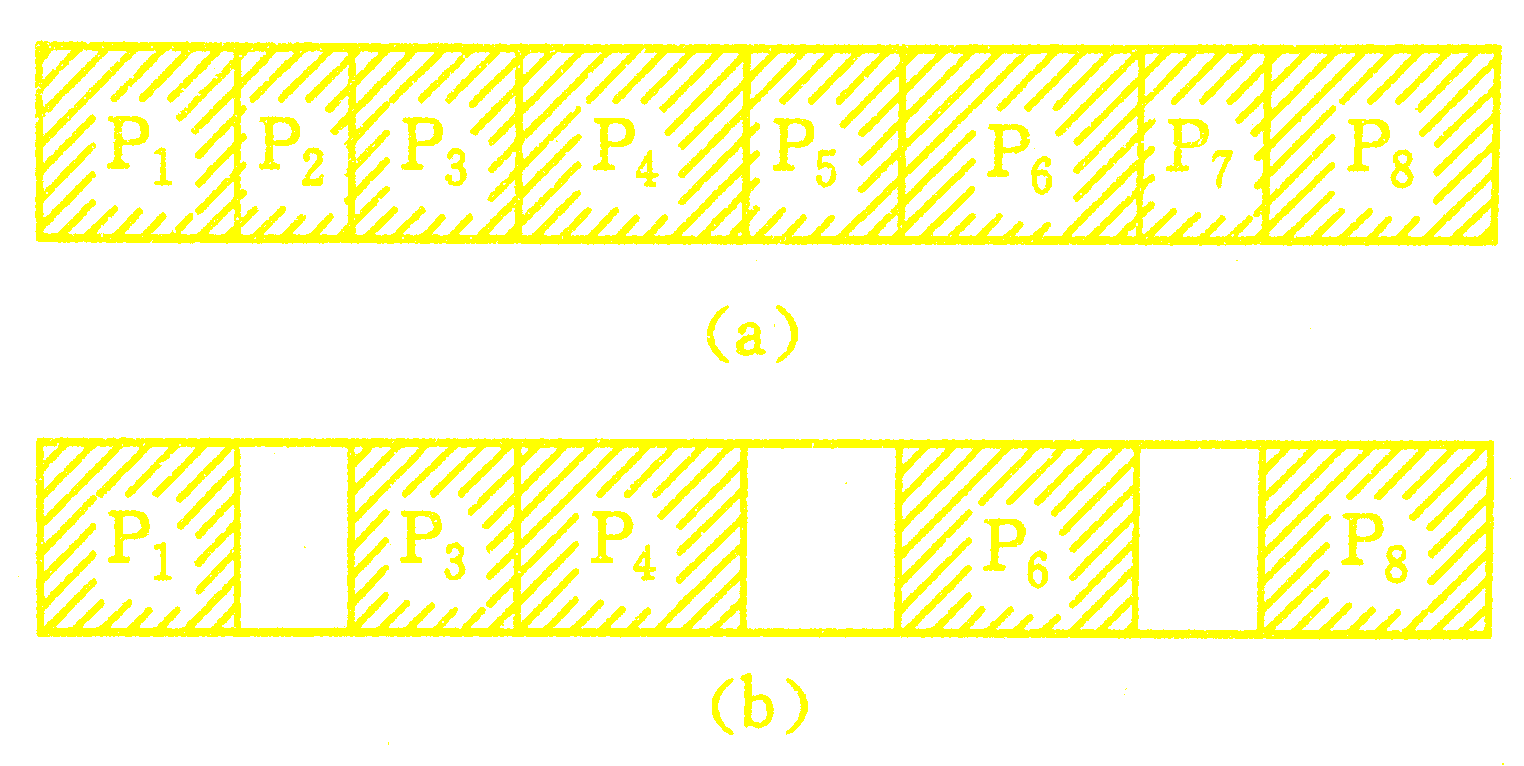 P₁ P₂ P₃ P₄ P₅ P₆ P₇ P₈
(a)
P₁ P₃ P₄ P₆ P₈
(b)